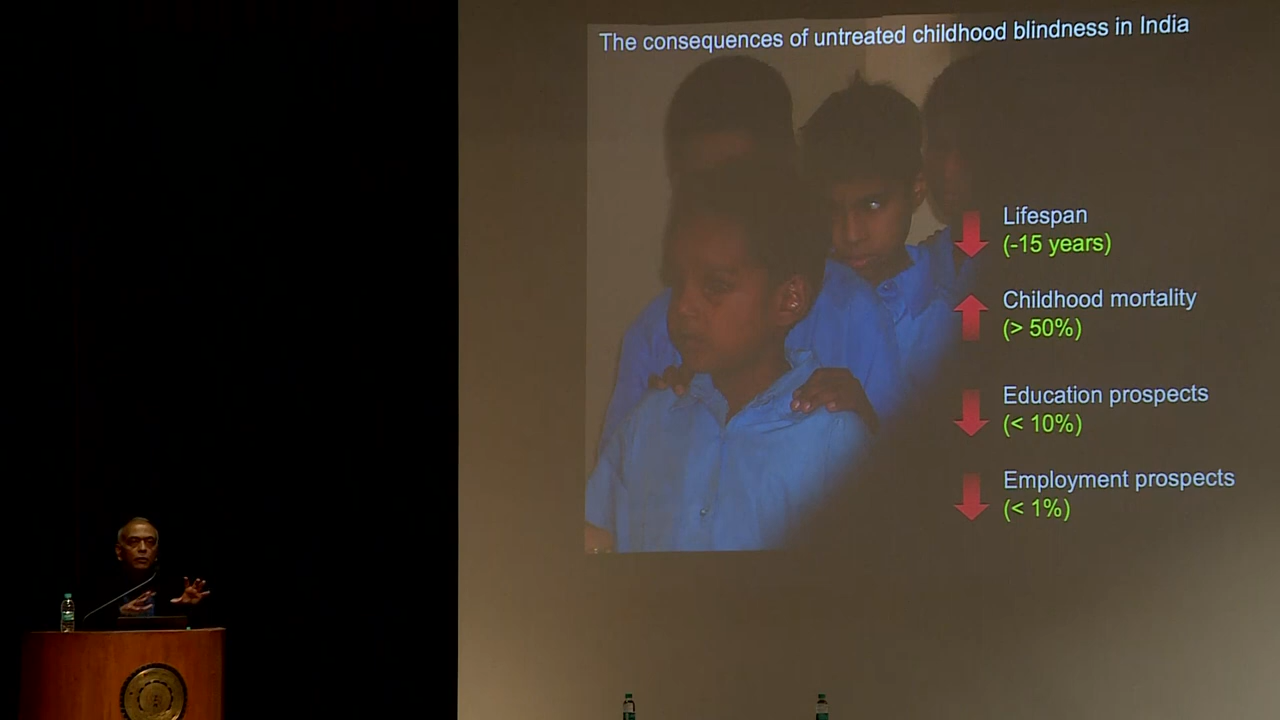 The consequences of untreated childhood blindness in India
Lifespan
(-15 years)
Childhood mortality
(> 50%)
Education prospects
(< 10%)
Employment prospects
(< 1%)